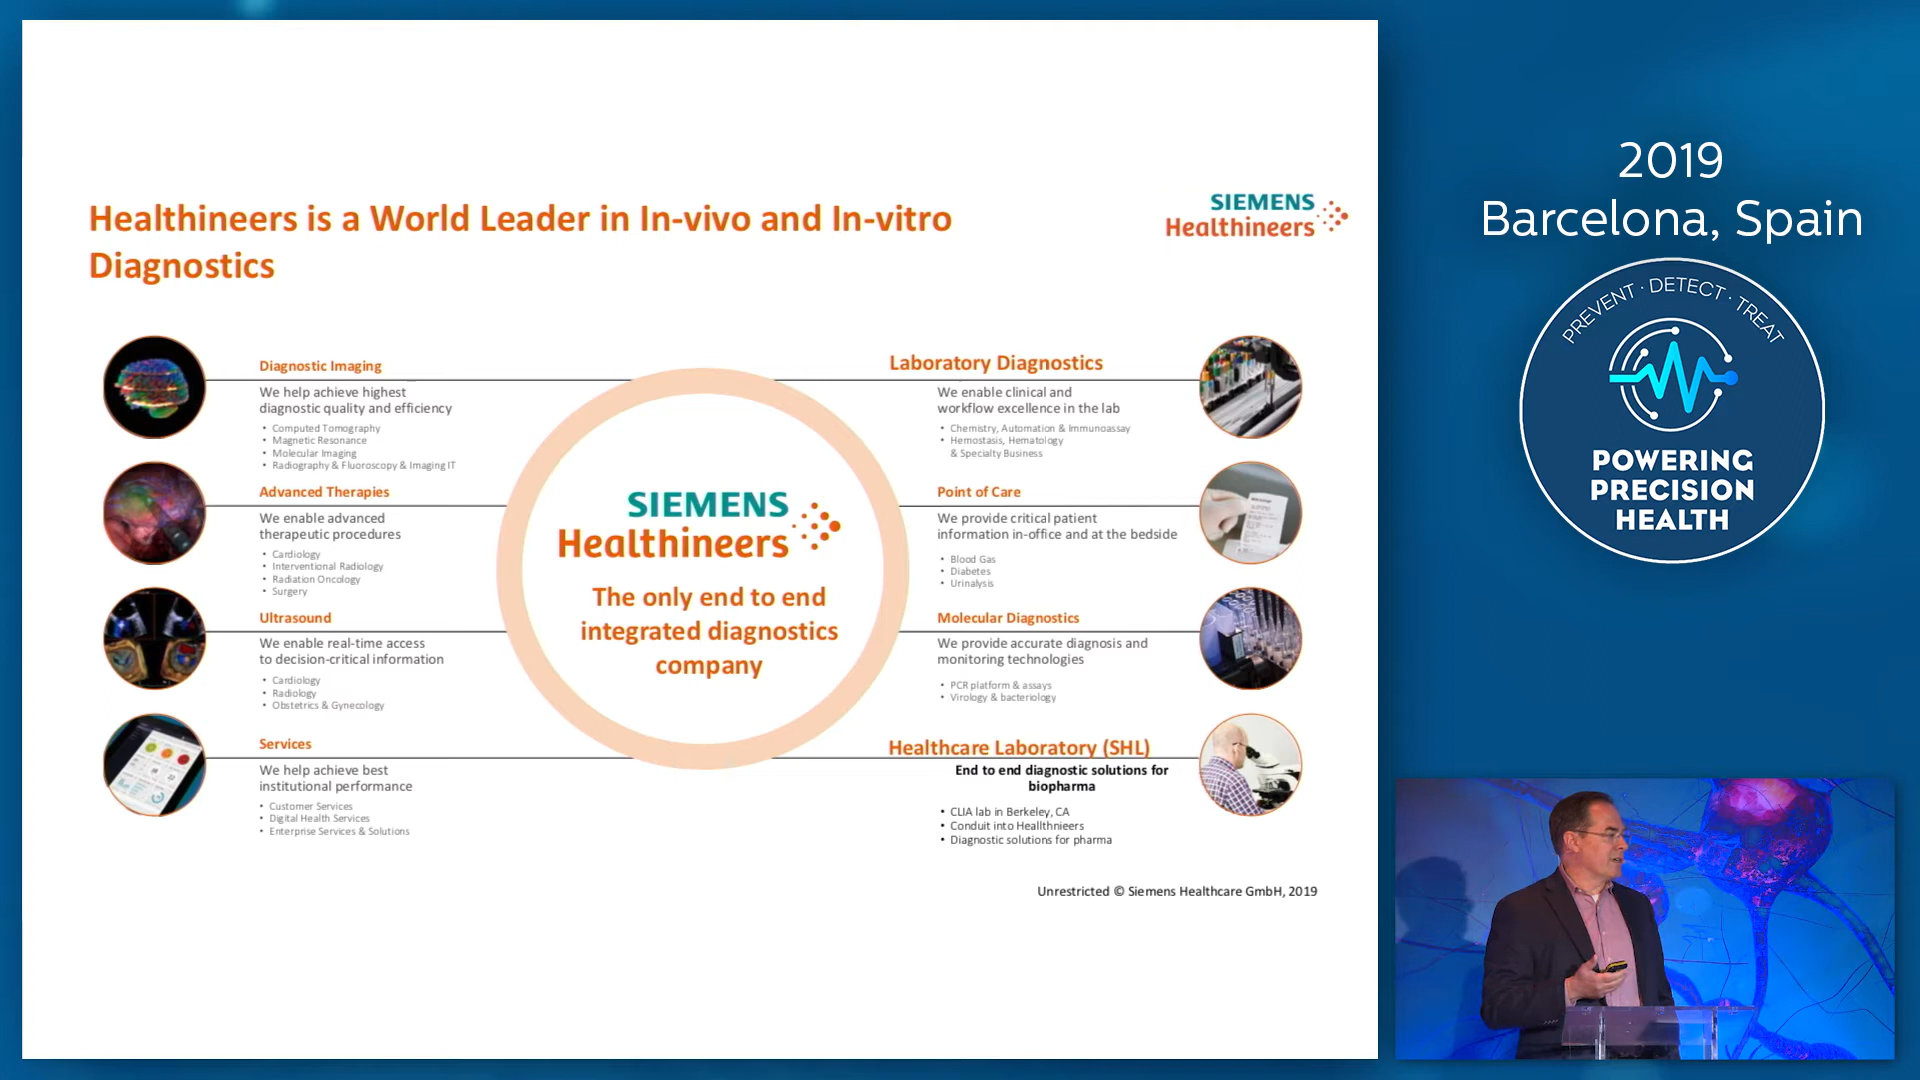 Healthineers is a World Leader in In-vivo and In-vitro
Diagnostics
SIEMENS
Healthineers
Diagnostic Imaging
We help achieve highest
diagnostic quality and efficiency
• Computed Tomography
• Magnetic Resonance
• Molecular Imaging
• Radiography & Fluoroscopy & Imaging IT
Advanced Therapies
We enable advanced
therapeutic procedures
• Cardiology
• Interventional Radiology
• Radiation Oncology
• Surgery
Ultrasound
We enable real-time access
to decision-critical information
• Cardiology
• Radiology
• Obstetrics & Gynecology
Services
We help achieve best
institutional performance
• Customer Services
• Digital Health Services
• Enterprise Services & Solutions
SIEMENS
Healthineers
The only end to end
integrated diagnostics
company
Laboratory Diagnostics
We enable clinical and
workflow excellence in the lab
• Chemistry, Automation & Immunoassay
• Hemostasis, Hematology
& Specialty Business
Point of Care
We provide critical patient
information in-office and at the bedside
• Blood Gas
• Diabetes
• Urinalysis
Molecular Diagnostics
We provide accurate diagnosis and
monitoring technologies
• PCR platform & assays
• Virology & bacteriology
Healthcare Laboratory (SHL)
End to end diagnostic solutions for
biopharma
• CLIA lab in Berkeley, CA
• Conduit into Heallthnieers
• Diagnostic solutions for pharma
Unrestricted © Siemens Healthcare GmbH, 2019
2019
Barcelona, Spain
PREVENT · DETECT · TREAT
POWERING
PRECISION
HEALTH